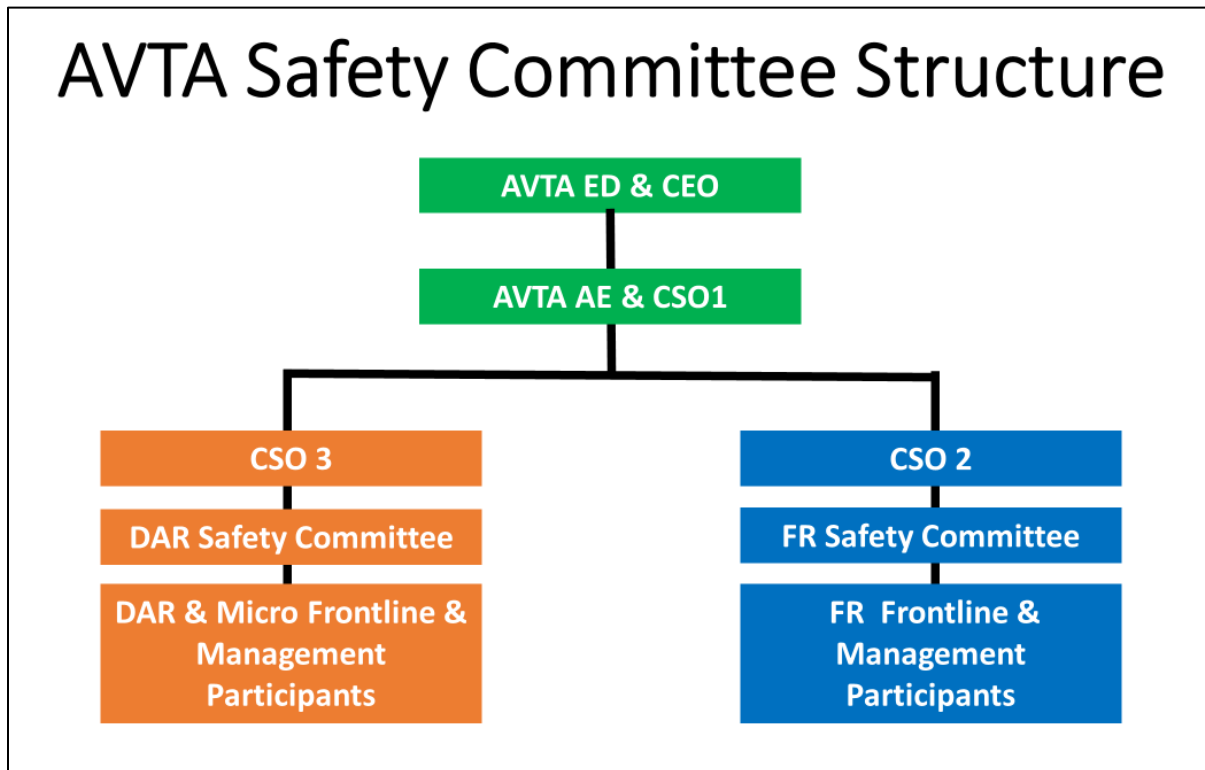 AVTA Safety Committee Structure
AVTA ED & CEO
AVTA AE & CSO1
CSO 3
DAR Safety Committee
DAR & Micro Frontline &
Management
Participants
CSO 2
FR Safety Committee
FR Frontline &
Management
Participants